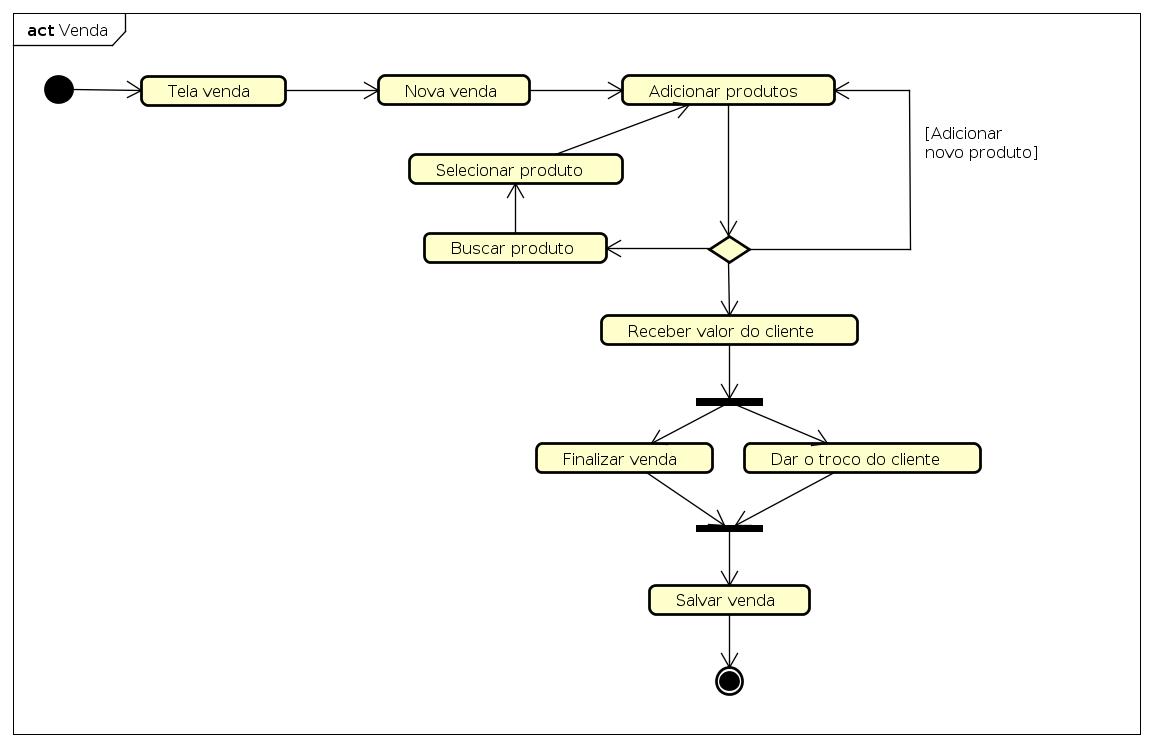 act Venda
Tela venda
Nova venda
Adicionar produtos
[Adicionar
novo produto]
Selecionar produto
Buscar produto
Receber valor do cliente
Finalizar venda
Dar o troco do cliente
Salvar venda